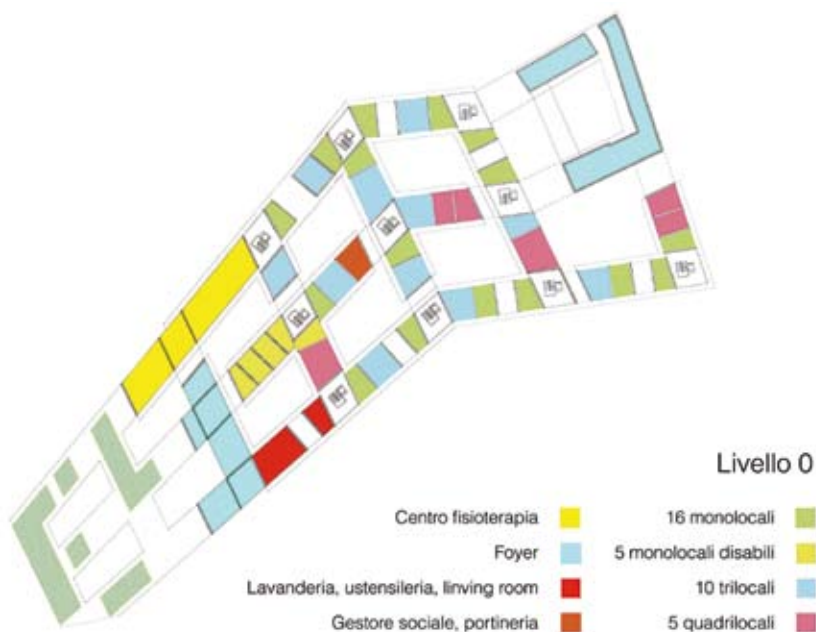 Livello 0
Centro fisioterapia
Foyer
Lavanderia, ustensileria, linving room
Gestore sociale, portineria
16 monolocali
5 monolocali disabili
10 trilocali
5 quadrilocali